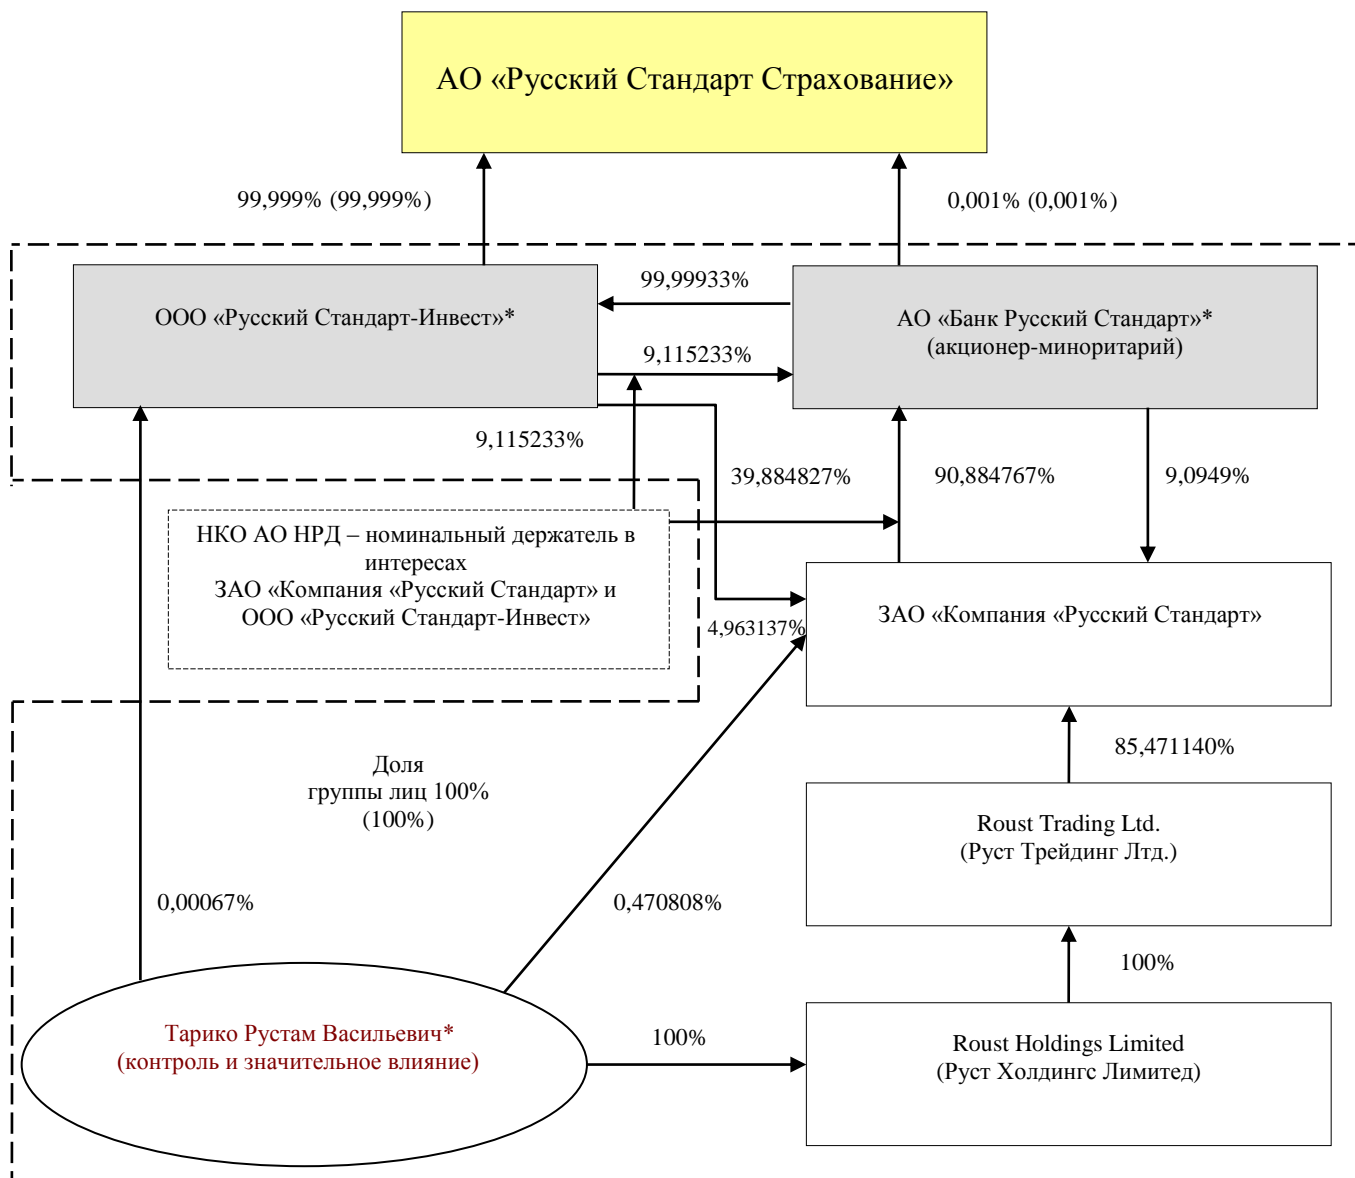 АО «Русский Стандарт Страхование»
99,999% (99,999%)
0,001% (0,001%)
ООО «Русский Стандарт-Инвест»*
99,99933%
АО «Банк Русский Стандарт»*
(акционер-миноритарий)
9,115233%
9,115233%
39,884827%
90,884767%
9,0949%
НКО АО НРД – номинальный держатель в
интересах
ЗАО «Компания «Русский Стандарт» и
ООО «Русский Стандарт-Инвест»
4,963137%
ЗАО «Компания «Русский Стандарт»
85,471140%
Доля
группы лиц 100%
(100%)
Roust Trading Ltd.
(Руст Трейдинг Лтд.)
0,00067%
0,470808%
100%
Тарико Рустам Васильевич*
(контроль и значительное влияние)
100%
Roust Holdings Limited
(Руст Холдингс Лимитед)